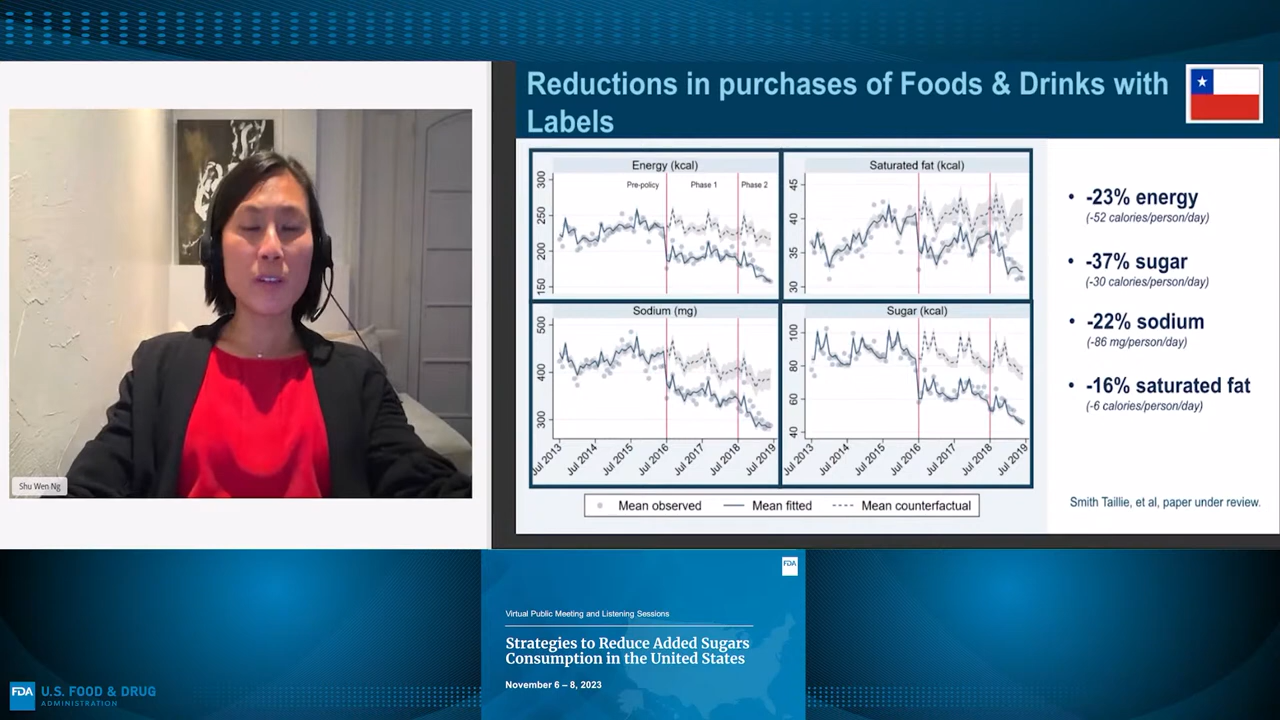 Reductions in purchases of Foods & Drinks with
Labels
Energy (kcal)
Pre-policy
Phase 1
Phase 2
300
250
200
150
Saturated fat (kcal)
45
40
35
30
Sodium (mg)
500
400
300
Jul 2013
Jul 2014
Jul 2015
Jul 2016
Jul 2017
Jul 2018
Jul 2019
Sugar (kcal)
100
80
60
40
Jul 2013
Jul 2014
Jul 2015
Jul 2016
Jul 2017
Jul 2018
Jul 2019
Mean observed
Mean fitted
Mean counterfactual
• -23% energy
(-52 calories/person/day)
• -37% sugar
(-30 calories/person/day)
• -22% sodium
(-86 mg/person/day)
• -16% saturated fat
(-6 calories/person/day)
Smith Taillie, et al, paper under review.
Shu Wen Ng
FDA
Virtual Public Meeting and Listening Sessions
Strategies to Reduce Added Sugars
Consumption in the United States
November 6 – 8, 2023
FDA
U.S. FOOD & DRUG
ADMINISTRATION